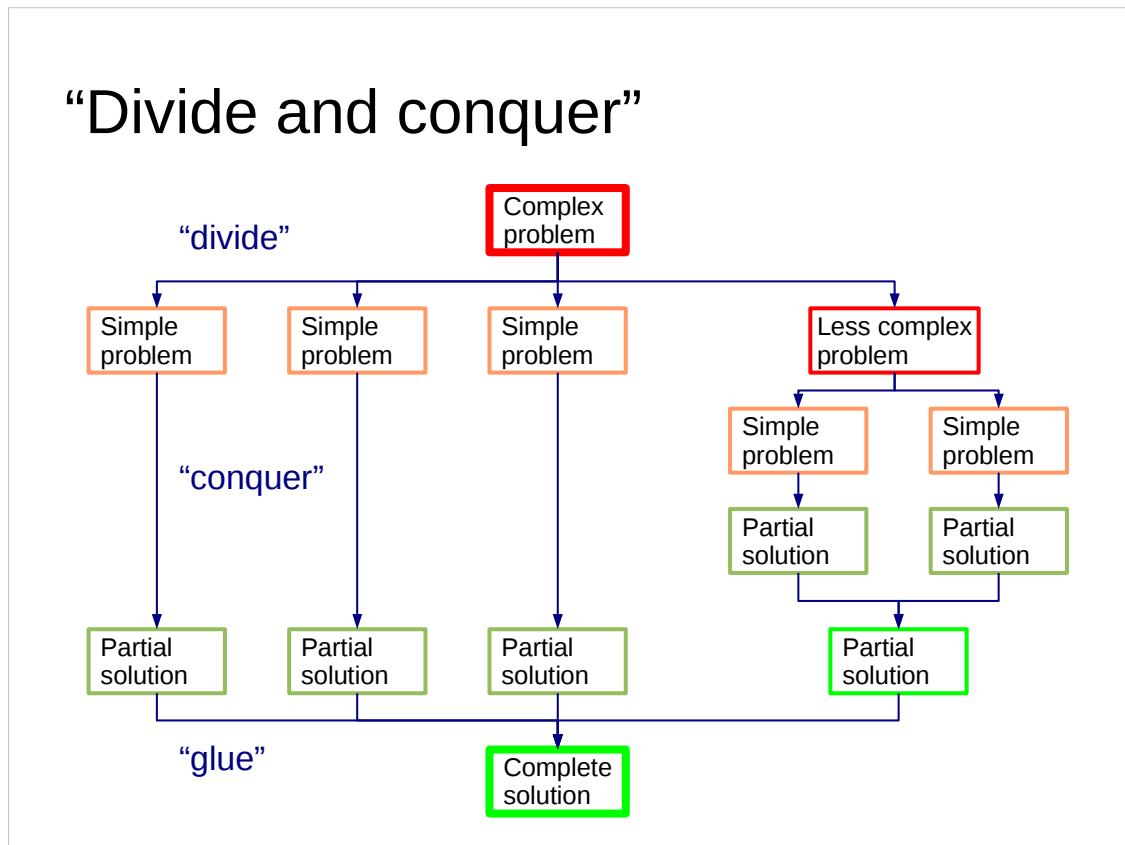 “Divide and conquer”
Complex
problem
“divide”
Simple
problem
Simple
problem
Simple
problem
Less complex
problem
Simple
problem
Simple
problem
“conquer”
Partial
solution
Partial
solution
Partial
solution
Partial
solution
Partial
solution
Partial
solution
“glue”
Complete
solution